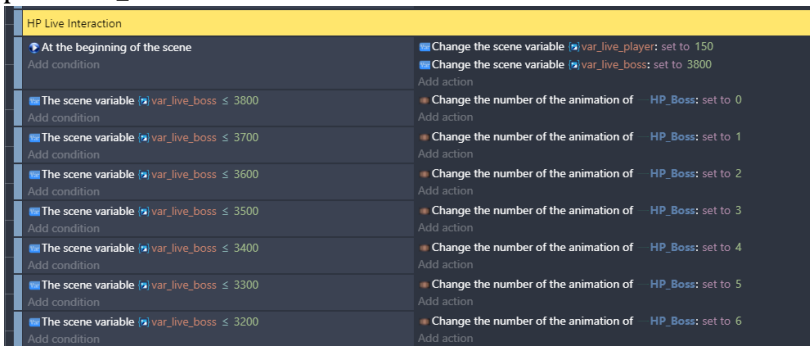 HP Live Interaction
At the beginning of the scene Change the scene variable var_live_player: set to 150
Add condition Change the scene variable var_live_boss: set to 3800
Add action
The scene variable var_live_boss ≤ 3800 Change the number of the animation of HP_Boss: set to 0
Add condition Add action
The scene variable var_live_boss ≤ 3700 Change the number of the animation of HP_Boss: set to 1
Add condition Add action
The scene variable var_live_boss ≤ 3600 Change the number of the animation of HP_Boss: set to 2
Add condition Add action
The scene variable var_live_boss ≤ 3500 Change the number of the animation of HP_Boss: set to 3
Add condition Add action
The scene variable var_live_boss ≤ 3400 Change the number of the animation of HP_Boss: set to 4
Add condition Add action
The scene variable var_live_boss ≤ 3300 Change the number of the animation of HP_Boss: set to 5
Add condition Add action
The scene variable var_live_boss ≤ 3200 Change the number of the animation of HP_Boss: set to 6
Add condition Add action